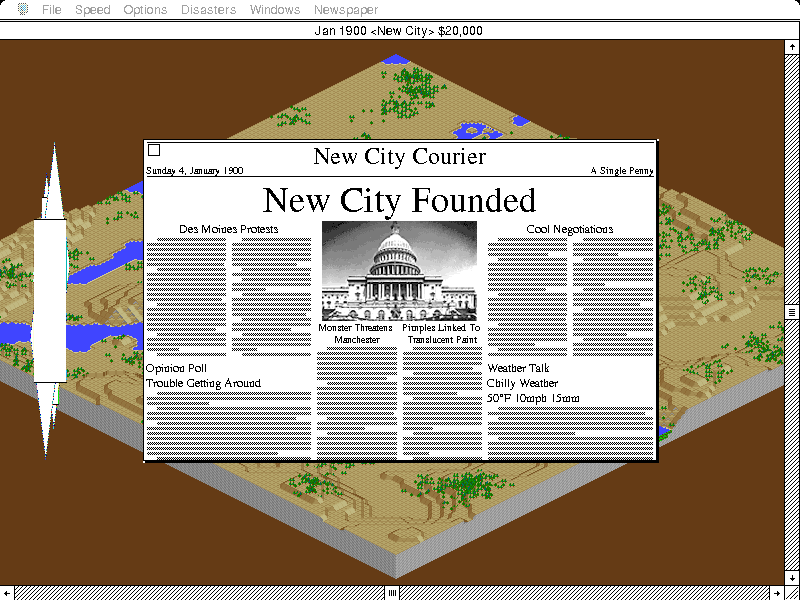 File Speed Options Disasters Windows Newspaper
Jan 1900 <New City> $20,000
New City Courier
Sunday 4, January 1900
A Single Penny
New City Founded
Des Moines Protests
Cool Negotiations
Monster Threatens
Manchester
Pimples Linked To
Translucent Paint
Opinion Poll
Trouble Getting Around
Weather Talk
Chilly Weather
50°F 10mph 15mm